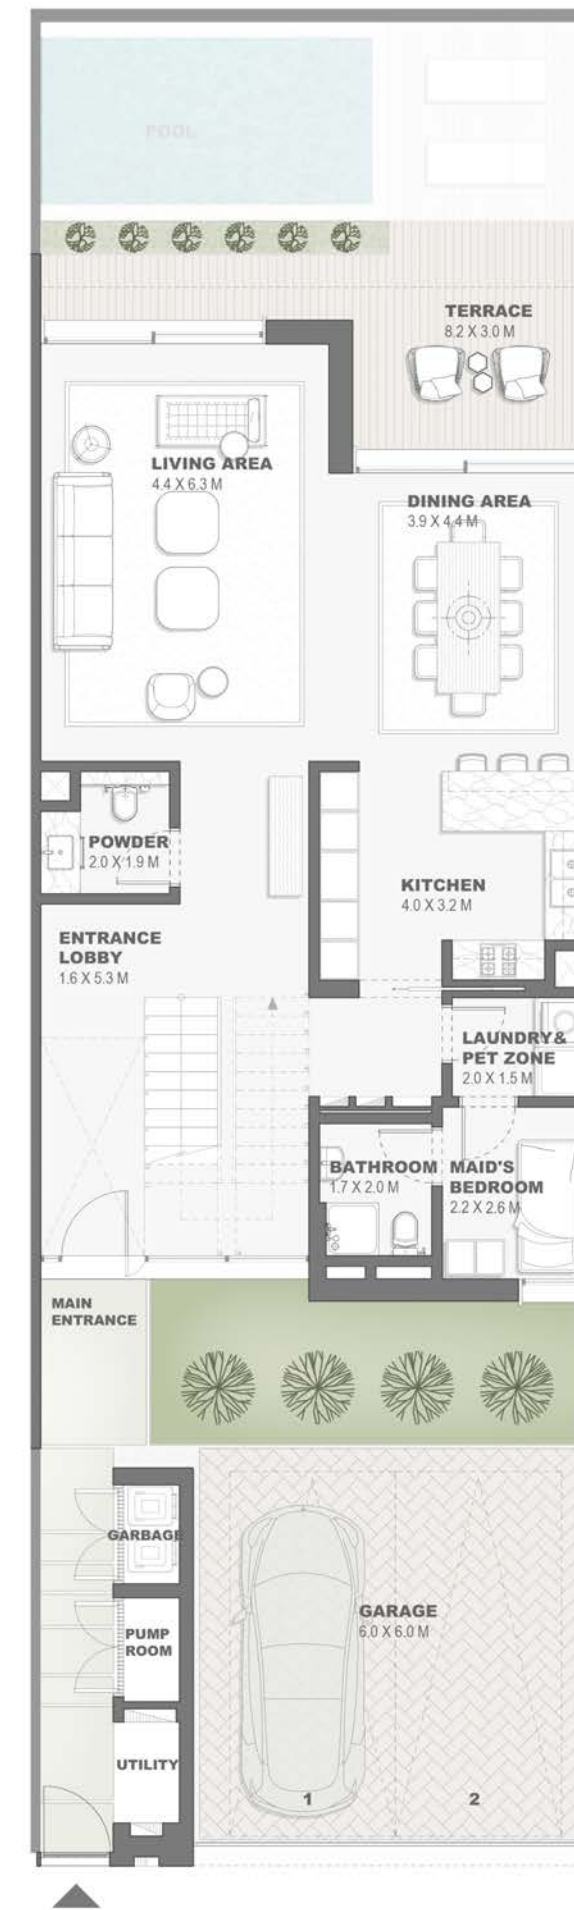 POOL
TERRACE
8.2 X 3.0 M
LIVING AREA
4.4 X 6.3 M
DINING AREA
3.9 X 4.4 M
POWDER
2.0 X 1.9 M
KITCHEN
4.0 X 3.2 M
ENTRANCE
LOBBY
1.6 X 5.3 M
LAUNDRY &
PET ZONE
2.0 X 1.5 M
BATHROOM
1.7 X 2.0 M
MAID'S
BEDROOM
2.2 X 2.6 M
MAIN
ENTRANCE
GARBAGE
GARAGE
6.0 X 6.0 M
PUMP
ROOM
UTILITY
1
2